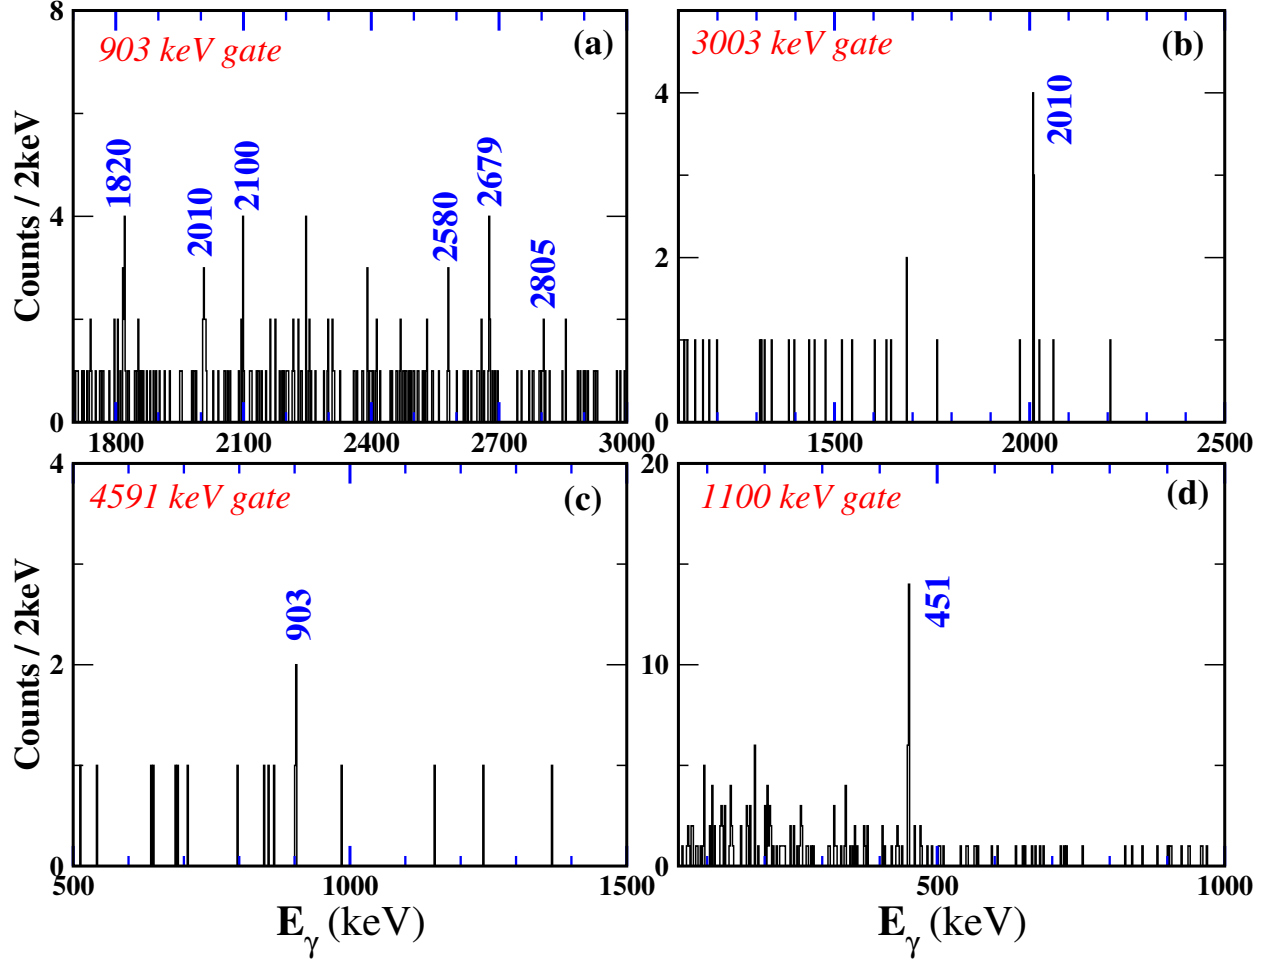 903 keV gate
(a)
8
4
0
Counts / 2keV
1820
2010
2100
2580
2679
2805
1800
2100
2400
2700
3000
3003 keV gate
(b)
4
2
0
2010
1500
2000
2500
4591 keV gate
(c)
4
2
0
Counts / 2keV
903
500
1000
1500
E_γ (keV)
1100 keV gate
(d)
20
10
0
451
500
1000
E_γ (keV)